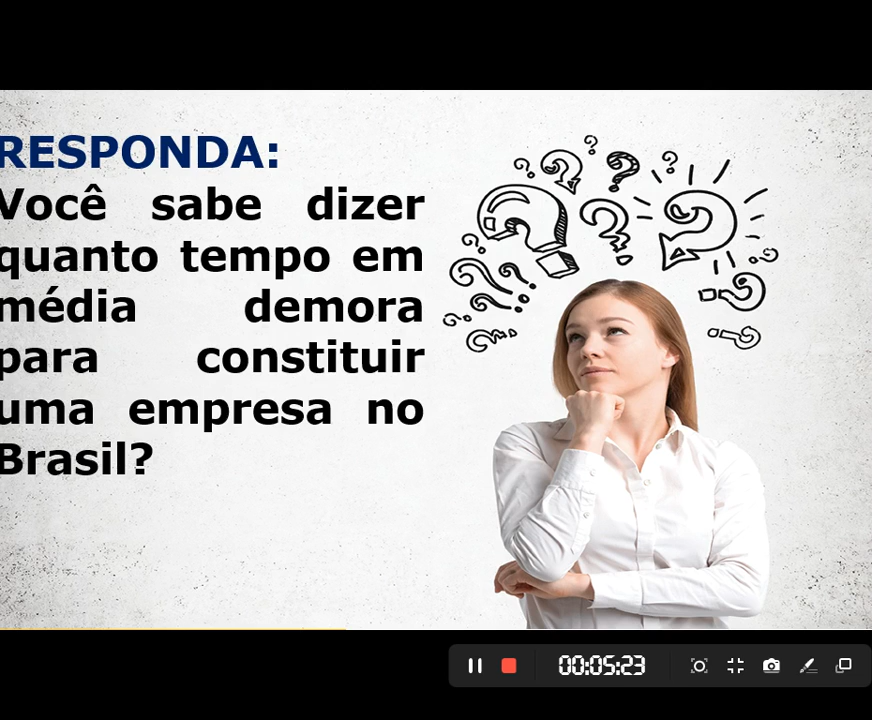 RESPONDA:
Você sabe dizer
quanto tempo em
média demora
para constituir
uma empresa no
Brasil?
00:05:23